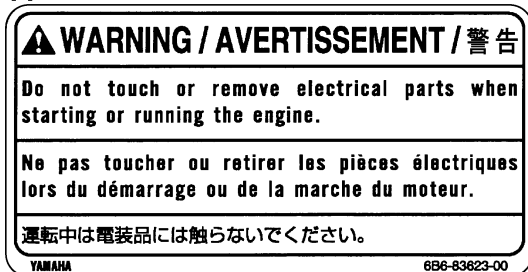 WARNING / AVERTISSEMENT / 警告
Do not touch or remove electrical parts when
starting or running the engine.
Ne pas toucher ou retirer les pièces électriques
lors du démarrage ou de la marche du moteur.
運転中は電装品には触らないでください。
YAMAHA 6B6-83623-00